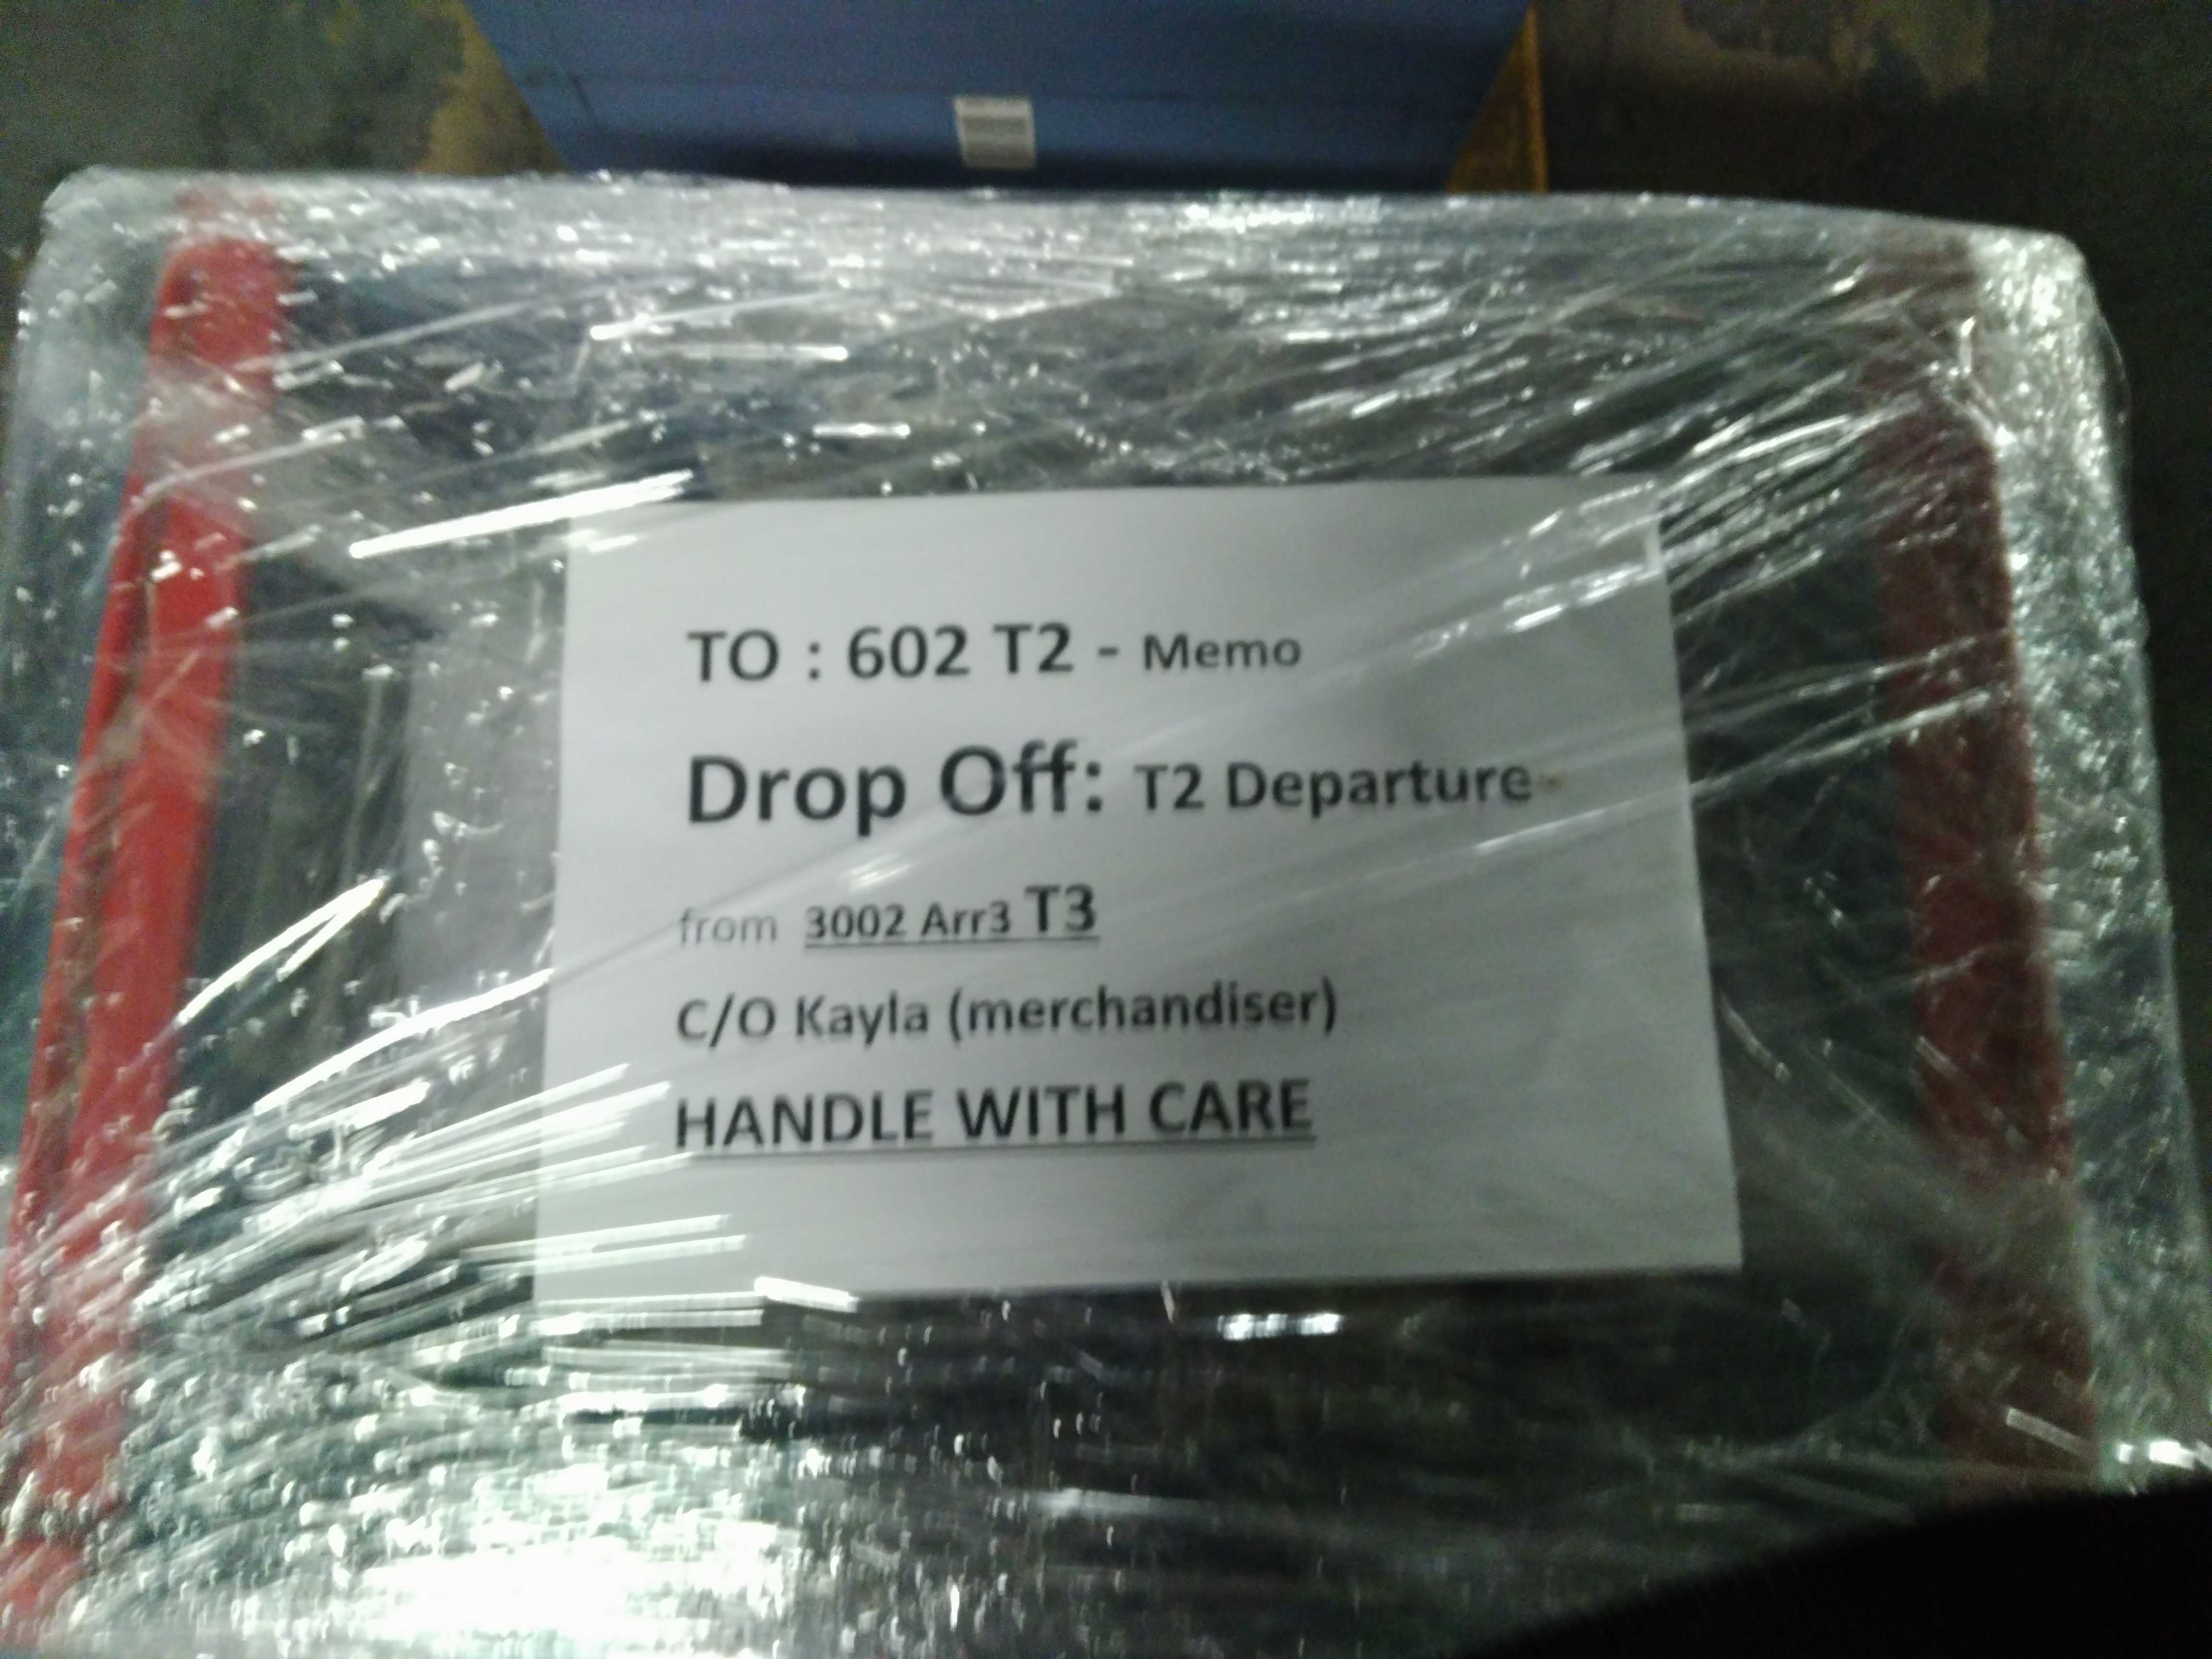 TO : 602 T2 - Memo
Drop Off: T2 Departure
from 3002 Arr3 T3
C/O Kayla (merchandiser)
HANDLE WITH CARE